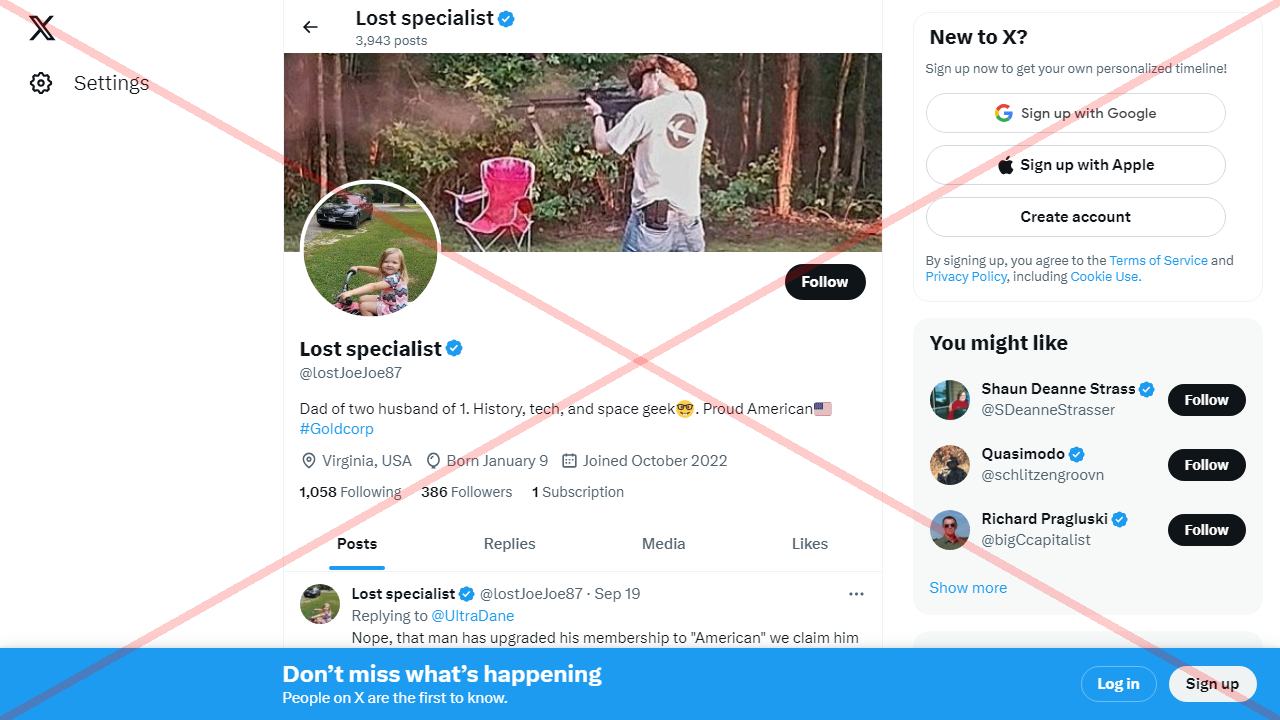 Settings
Lost specialist
3,943 posts
Follow
Lost specialist
@lostJoeJoe87
Dad of two husband of 1. History, tech, and space geek🤓. Proud American🇺🇸
#Goldcorp
Virginia, USA Born January 9 Joined October 2022
1,058 Following 386 Followers 1 Subscription
Posts Replies Media Likes
Lost specialist @lostJoeJoe87 · Sep 19
Replying to @UltraDane
Nope, that man has upgraded his membership to "American" we claim him
New to X?
Sign up now to get your own personalized timeline!
Sign up with Google
Sign up with Apple
Create account
By signing up, you agree to the Terms of Service and
Privacy Policy, including Cookie Use.
You might like
Shaun Deanne Strass
@SDeanneStrasser
Follow
Quasimodo
@schlitzengroovn
Follow
Richard Pragluski
@bigCcapitalist
Follow
Show more
Don’t miss what’s happening
People on X are the first to know.
Log in
Sign up